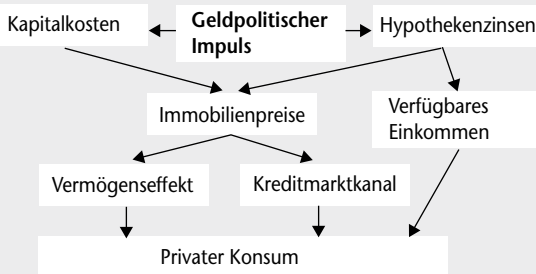 Kapitalkosten
Geldpolitischer
Impuls
Hypothekenzinsen
Immobilienpreise
Verfügbares
Einkommen
Vermögenseffekt
Kreditmarktkanal
Privater Konsum